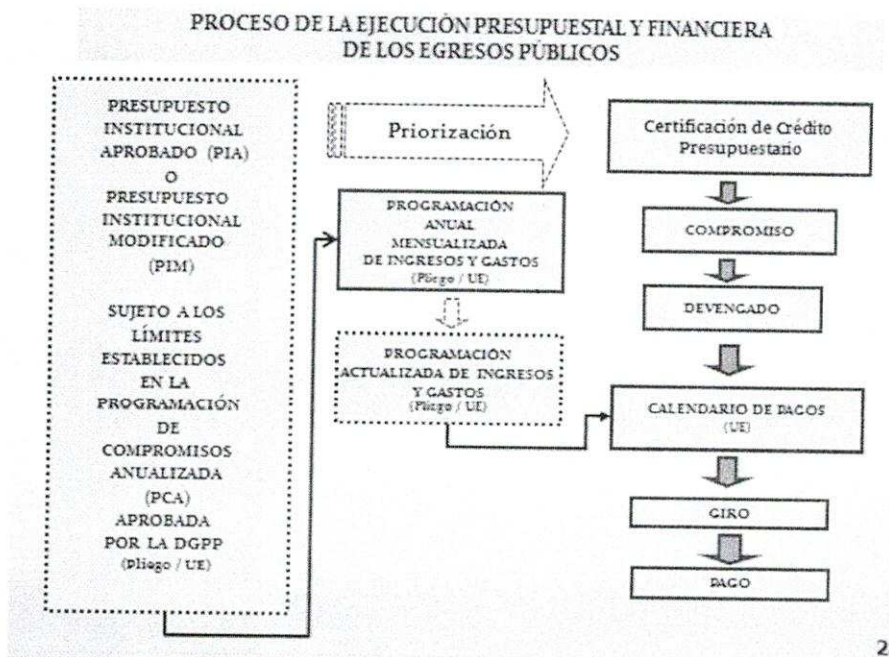 PROCESO DE LA EJECUCIÓN PRESUPUESTAL Y FINANCIERA
DE LOS EGRESOS PÚBLICOS
PRESUPUESTO
INSTITUCIONAL
APROBADO (PIA)
O
PRESUPUESTO
INSTITUCIONAL
MODIFICADO
(PIM)
SUJETO A LOS
LÍMITES
ESTABLECIDOS
EN LA
PROGRAMACIÓN
DE
COMPROMISOS
ANUALIZADA
(PCA)
APROBADA
POR LA DGPP
(Pliego / UE)
Priorización
PROGRAMACIÓN
ANUAL
MENSUALIZADA
DE INGRESOS Y GASTOS
(Pliego / UE)
PROGRAMACIÓN
ACTUALIZADA DE INGRESOS
Y GASTOS
(Pliego / UE)
Certificación de Crédito
Presupuestario
COMPROMISO
DEVENGADO
CALENDARIO DE PAGOS
(UE)
GIRO
PAGO
2